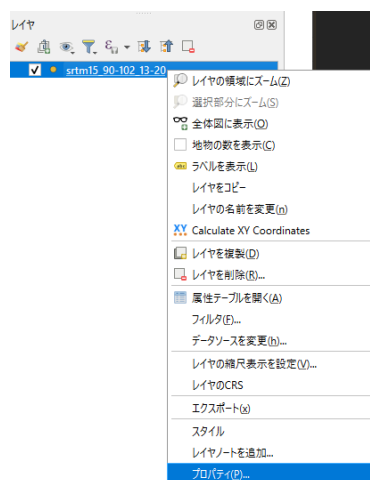 レイヤ
srtm15_90-102_13-20
レイヤの領域にズーム(Z)
選択部分にズーム(S)
全体図に表示(O)
地物の数を表示(C)
abc ラベルを表示(L)
レイヤをコピー
レイヤの名前を変更(n)
XY Calculate XY Coordinates
レイヤを複製(D)
レイヤを削除(R)...
属性テーブルを開く(A)
フィルタ(F)...
データソースを変更(h)...
レイヤの縮尺表示を設定(V)...
レイヤのCRS
エクスポート(x)
スタイル
レイヤノートを追加...
プロパティ(P)...